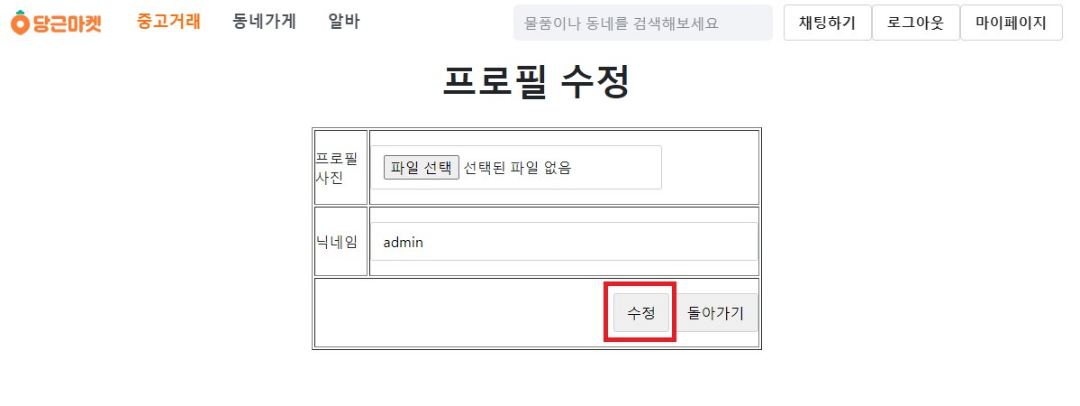 당근마켓 중고거래 동네가게 알바 물품이나 동네를 검색해보세요 채팅하기 로그아웃 마이페이지
프로필 수정
프로필
사진
파일 선택 선택된 파일 없음
닉네임 admin
수정 돌아가기